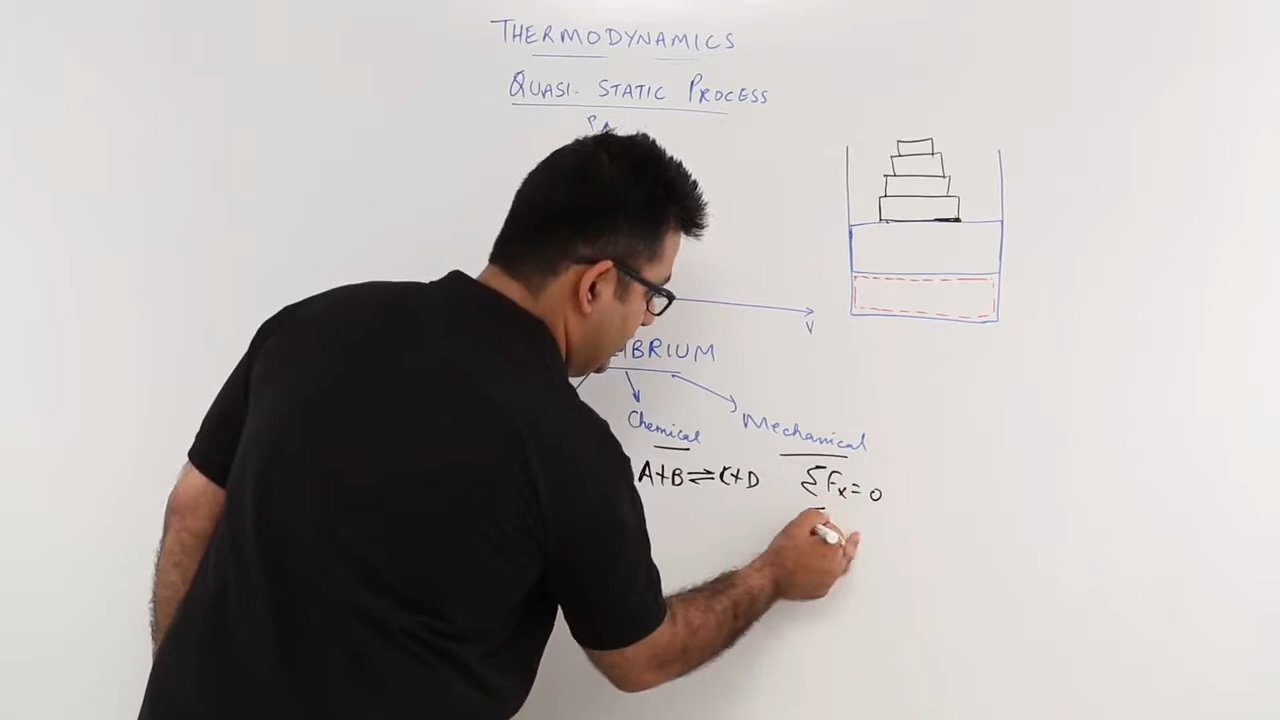 THERMODYNAMICS
QUASI-STATIC PROCESS
P
V
IBRIUM
Chemical
Mechanical
A+B⇌C+D
ΣFx=0